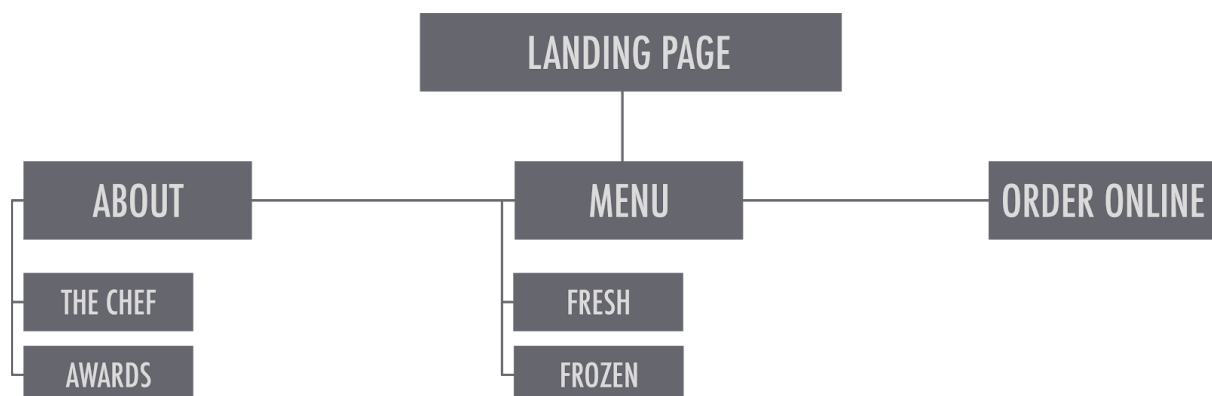 LANDING PAGE
ABOUT
MENU
ORDER ONLINE
THE CHEF
FRESH
AWARDS
FROZEN